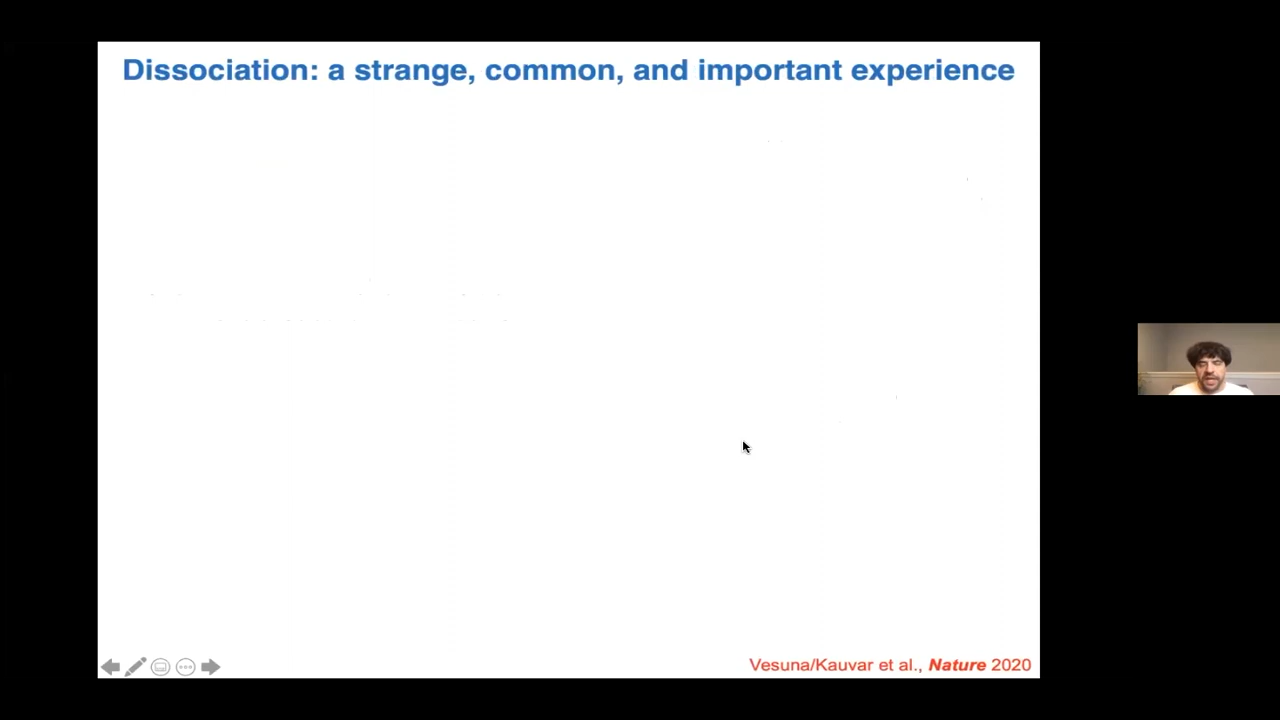 Dissociation: a strange, common, and important experience
Vesuna/Kauvar et al., Nature 2020